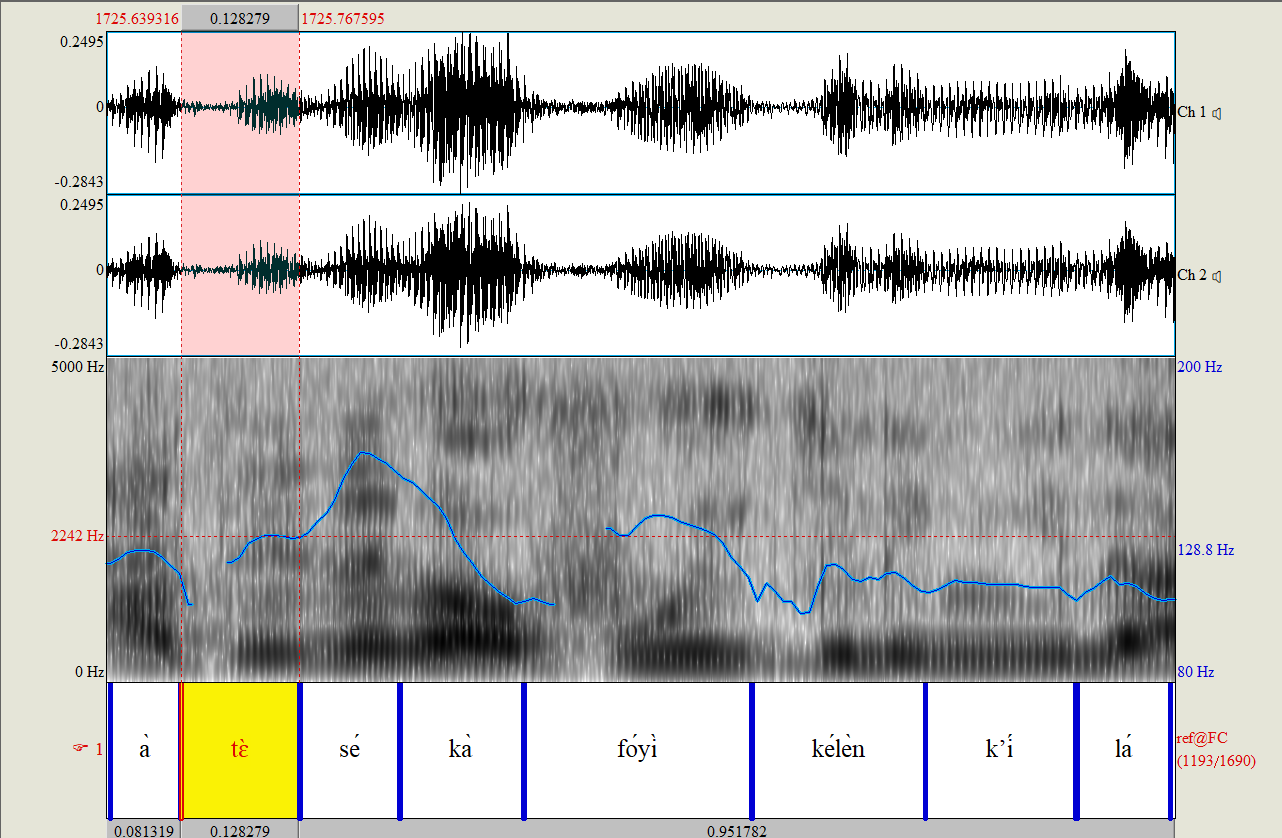 1725.639316 0.128279 1725.767595
0.2495
0
-0.2843
Ch 1
0.2495
0
-0.2843
Ch 2
5000 Hz 200 Hz
2242 Hz
128.8 Hz
0 Hz 80 Hz
1 à tɛ̀ sé kà fóyì kélèn k’í lá
ref@FC
(1193/1690)
0.081319 0.128279 0.951782